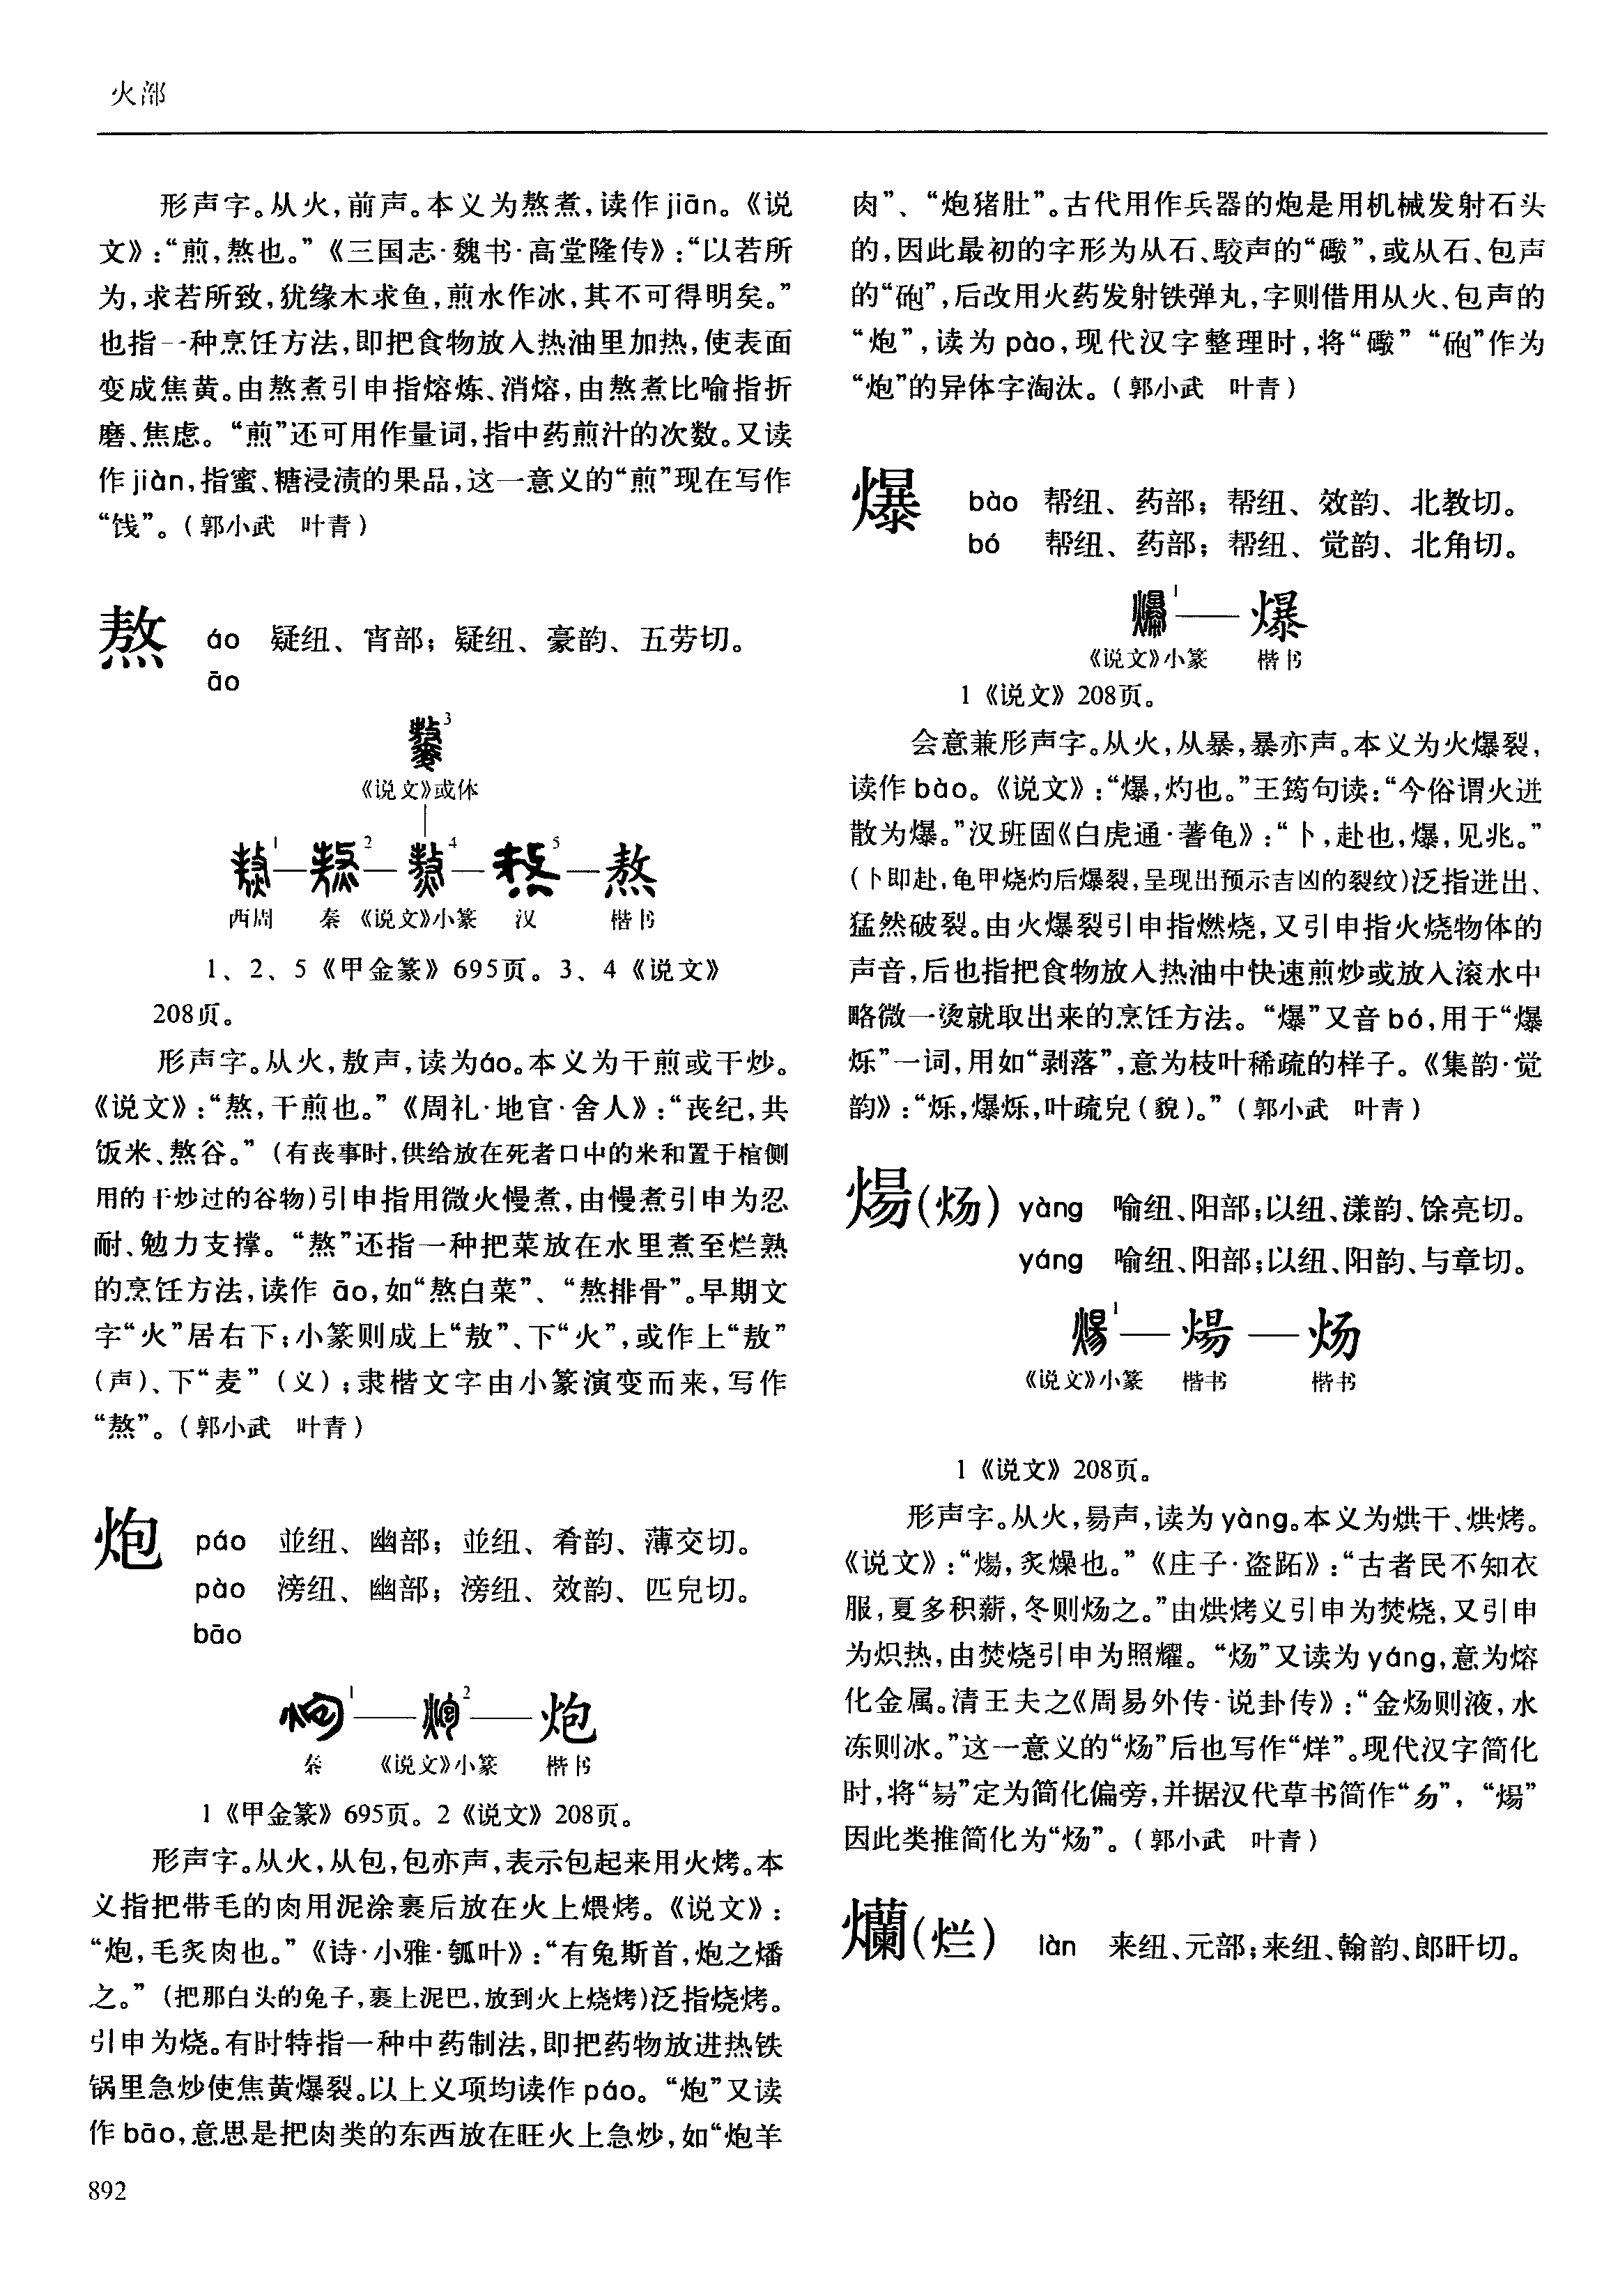 火部
形声字。从火,前声。本义为熬煮,读作jiān。《说
文》:“煎,熬也。”《三国志·魏书·高堂隆传》:“以若所
为,求若所致,犹缘木求鱼,煎水作冰,其不可得明矣。”
也指一种烹饪方法,即把食物放入热油里加热,使表面
变成焦黄。由熬煮引申指熔炼、消熔,由熬煮比喻指折
磨、焦虑。“煎”还可用作量词,指中药煎汁的次数。又读
作jiàn,指蜜、糖浸渍的果品,这一意义的“煎”现在写作
“饯”。(郭小武 叶青)
熬 áo 疑纽、宵部;疑纽、豪韵、五劳切。
āo
3
《说文》或体
1 — 2 — 4 — 5 — 熬
西周 秦 《说文》小篆 汉 楷书
1、2、5《甲金篆》695页。3、4《说文》
208页。
形声字。从火,敖声,读为áo。本义为干煎或干炒。
《说文》:“熬,干煎也。”《周礼·地官·舍人》:“丧纪,共
饭米、熬谷。”(有丧事时,供给放在死者口中的米和置于棺侧
用的干炒过的谷物)引申指用微火慢煮,由慢煮引申为忍
耐、勉力支撑。“熬”还指一种把菜放在水里煮至烂熟
的烹饪方法,读作 āo,如“熬白菜”、“熬排骨”。早期文
字“火”居右下;小篆则成上“敖”、下“火”,或作上“敖”
(声)、下“麦”(义);隶楷文字由小篆演变而来,写作
“熬”。(郭小武 叶青)
炮 páo 並纽、幽部;並纽、肴韵、薄交切。
pào 滂纽、幽部;滂纽、效韵、匹皃切。
bāo
1 — 2 — 炮
秦 《说文》小篆 楷书
1《甲金篆》695页。2《说文》208页。
形声字。从火,从包,包亦声,表示包起来用火烤。本
义指把带毛的肉用泥涂裹后放在火上煨烤。《说文》:
“炮,毛炙肉也。”《诗·小雅·瓠叶》:“有兔斯首,炮之燔
之。”(把那白头的兔子,裹上泥巴,放到火上烧烤)泛指烧烤。
引申为烧。有时特指一种中药制法,即把药物放进热铁
锅里急炒使焦黄爆裂。以上义项均读作páo。“炮”又读
作bāo,意思是把肉类的东西放在旺火上急炒,如“炮羊
892
肉”、“炮猪肚”。古代用作兵器的炮是用机械发射石头
的,因此最初的字形为从石、駮声的“礮”,或从石、包声
的“砲”,后改用火药发射铁弹丸,字则借用从火、包声的
“炮”,读为pào,现代汉字整理时,将“礮”“砲”作为
“炮”的异体字淘汰。(郭小武 叶青)
爆 bào 帮纽、药部;帮纽、效韵、北教切。
bó 帮纽、药部;帮纽、觉韵、北角切。
1 — 爆
《说文》小篆 楷书
1《说文》208页。
会意兼形声字。从火,从暴,暴亦声。本义为火爆裂,
读作bào。《说文》:“爆,灼也。”王筠句读:“今俗谓火迸
散为爆。”汉班固《白虎通·蓍龟》:“卜,赴也,爆,见兆。”
(卜即赴,龟甲烧灼后爆裂,呈现出预示吉凶的裂纹)泛指迸出、
猛然破裂。由火爆裂引申指燃烧,又引申指火烧物体的
声音,后也指把食物放入热油中快速煎炒或放入滚水中
略微一烫就取出来的烹饪方法。“爆”又音bó,用于“爆
烁”一词,用如“剥落”,意为枝叶稀疏的样子。《集韵·觉
韵》:“烁,爆烁,叶疏皃(貌)。”(郭小武 叶青)
煬(炀) yàng 喻纽、阳部;以纽、漾韵、馀亮切。
yáng 喻纽、阳部;以纽、阳韵、与章切。
1 — 煬 — 炀
《说文》小篆 楷书 楷书
1《说文》208页。
形声字。从火,昜声,读为yàng。本义为烘干、烘烤。
《说文》:“煬,炙燥也。”《庄子·盗跖》:“古者民不知衣
服,夏多积薪,冬则炀之。”由烘烤义引申为焚烧,又引申
为炽热,由焚烧引申为照耀。“炀”又读为yáng,意为熔
化金属。清王夫之《周易外传·说卦传》:“金炀则液,水
冻则冰。”这一意义的“炀”后也写作“烊”。现代汉字简化
时,将“昜”定为简化偏旁,并据汉代草书简作“𠃓”,“煬”
因此类推简化为“炀”。(郭小武 叶青)
爛(烂) làn 来纽、元部;来纽、翰韵、郎旰切。